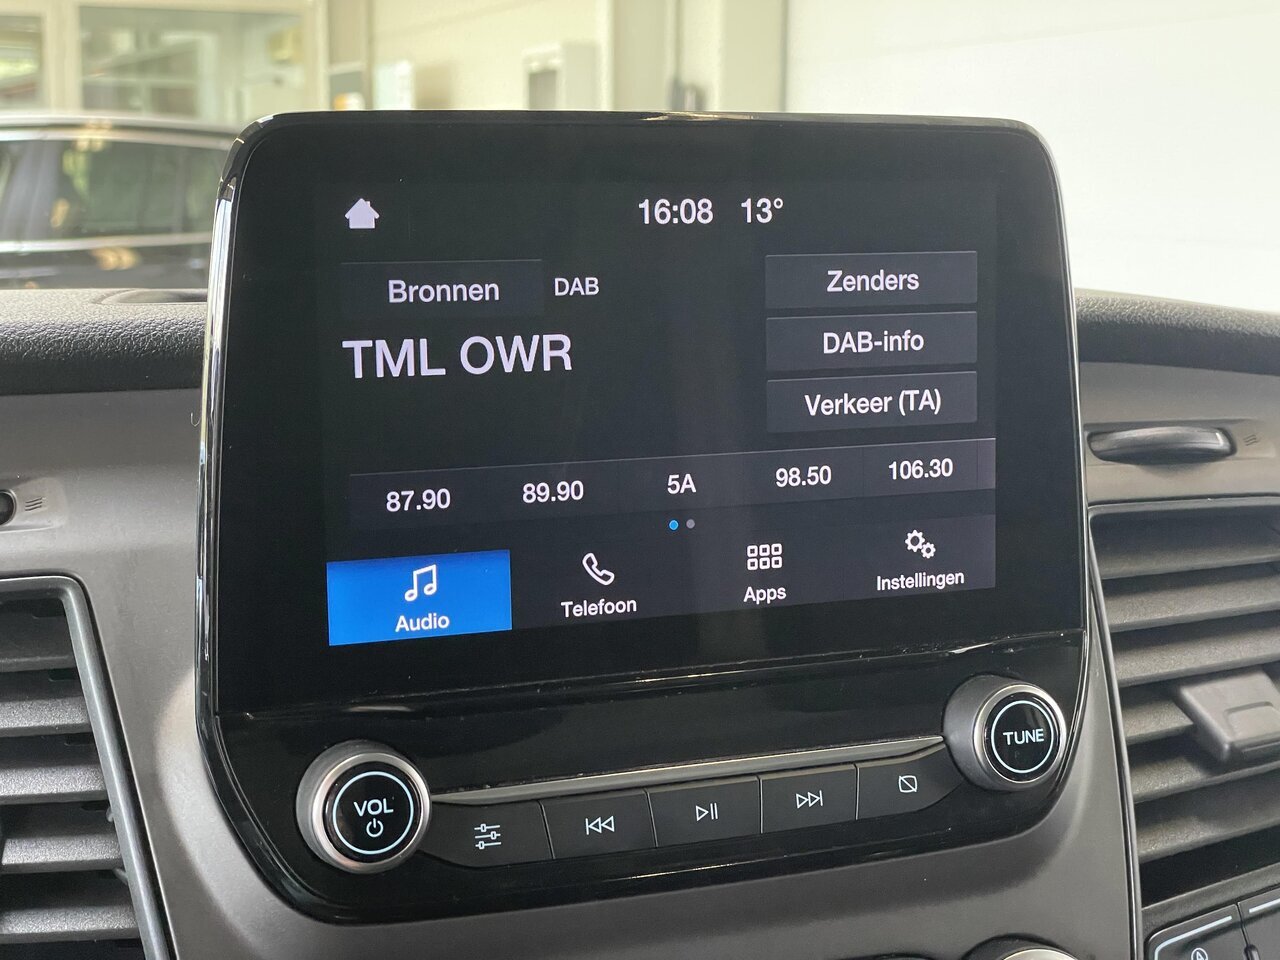 16:08 13°
Bronnen DAB
TML OWR
Zenders
DAB-info
Verkeer (TA)
87.90 89.90 5A 98.50 106.30
Audio Telefoon Apps Instellingen
VOL
TUNE
A